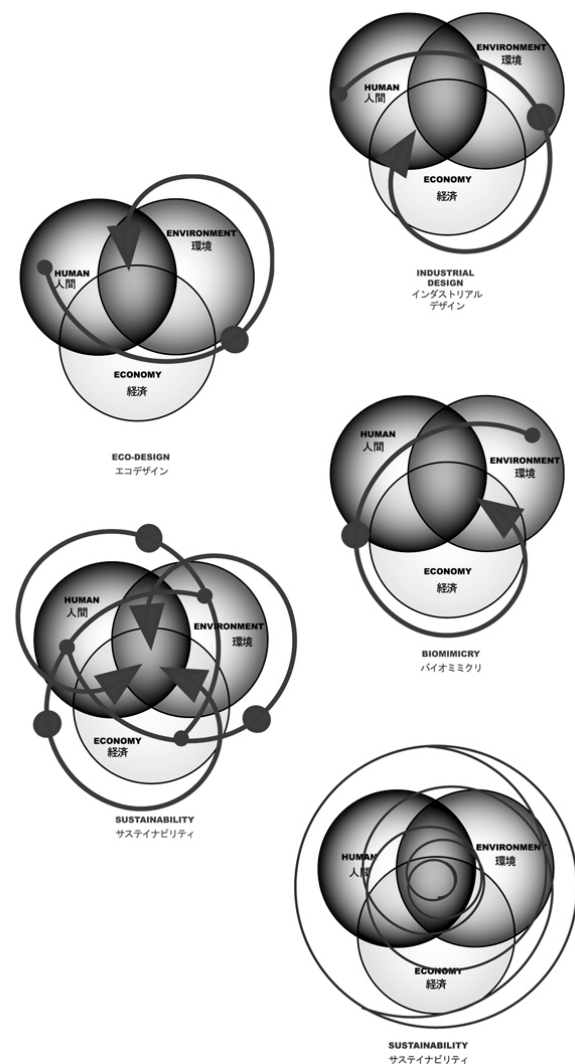 HUMAN
人間
ENVIRONMENT
環境
ECONOMY
経済
INDUSTRIAL
DESIGN
インダストリアル
デザイン
HUMAN
人間
ENVIRONMENT
環境
ECONOMY
経済
ECO-DESIGN
エコデザイン
HUMAN
人間
ENVIRONMENT
環境
ECONOMY
経済
BIOMIMICRY
バイオミミクリ
HUMAN
人間
ENVIRONMENT
環境
ECONOMY
経済
SUSTAINABILITY
サステイナビリティ
HUMAN
人間
ENVIRONMENT
環境
ECONOMY
経済
SUSTAINABILITY
サステイナビリティ